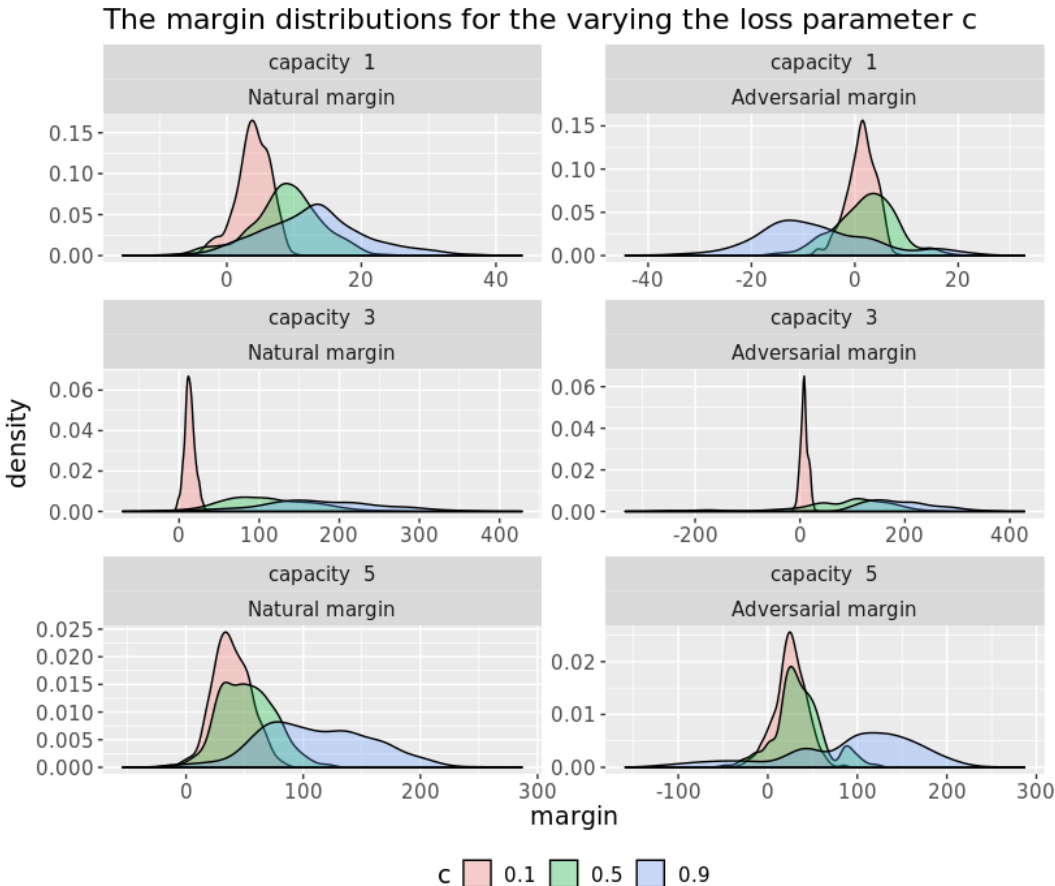 The margin distributions for the varying the loss parameter c
capacity 1
Natural margin
0.15
0.10
0.05
0.00
0 20 40
capacity 1
Adversarial margin
0.15
0.10
0.05
0.00
-40 -20 0 20
capacity 3
Natural margin
0.06
0.04
0.02
0.00
0 100 200 300 400
capacity 3
Adversarial margin
0.06
0.04
0.02
0.00
-200 0 200 400
capacity 5
Natural margin
0.025
0.020
0.015
0.010
0.005
0.000
0 100 200 300
capacity 5
Adversarial margin
0.02
0.01
0.00
-100 0 100 200 300
density
margin
c 0.1 0.5 0.9